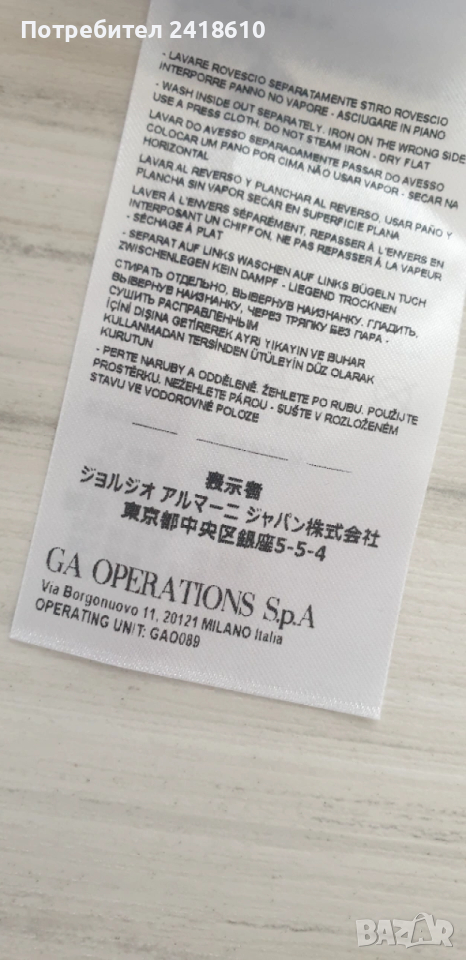 Потребител 2418610
- LAVARE ROVESCIO SEPARATAMENTE STIRO ROVESCIO
INTERPORRE PANNO NO VAPORE - ASCIUGARE IN PIANO
- WASH INSIDE OUT SEPARATELY. IRON ON THE WRONG SIDE
USE A PRESS CLOTH. DO NOT STEAM IRON - DRY FLAT
LAVAR DO AVESSO SEPARADAMENTE PASSAR DO AVESSO
COLOCAR UM PANO POR CIMA NÃO USAR VAPOR - SECAR NA
HORIZONTAL
LAVAR AL REVERSO Y PLANCHAR AL REVERSO, USAR PAÑO Y
PLANCHA SIN VAPOR SECAR EN SUPERFICIE PLANA
LAVER À L'ENVERS SÉPARÉMENT, REPASSER À L'ENVERS EN
INTERPOSANT UN CHIFFON, NE PAS REPASSER À LA VAPEUR
- SÉCHAGE À PLAT
- SEPARAT AUF LINKS WASCHEN AUF LINKS BÜGELN TUCH
ZWISCHENLEGEN KEIN DAMPF - LIEGEND TROCKNEN
СТИРАТЬ ОТДЕЛЬНО, ВЫВЕРНУВ НАИЗНАНКУ. ГЛАДИТЬ,
ВЫВЕРНУВ НАИЗНАНКУ, ЧЕРЕЗ ТРЯПКУ БЕЗ ПАРА -
СУШИТЬ РАСПРАВЛЕННЫМ
İÇİNİ DIŞINA GETİREREK AYRI YIKAYIN VE BUHAR
KULLANMADAN TERSİNDEN ÜTÜLEYİN DÜZ OLARAK
KURUTUN
- PERTE NARUBY A ODDĚLENĚ. ŽEHLETE PO RUBU. POUŽIJTE
PROSTĚRKU. NEŽEHLETE PÁROU - SUŠTE V ROZLOŽENÉM
STAVU VE VODOROVNÉ POLOZE
表示者
ジョルジオ アルマーニ ジャパン株式会社
東京都中央区銀座5-5-4
GA OPERATIONS S.p.A
Via Borgonuovo 11, 20121 MILANO Italia
OPERATING UNIT: GAO089
BAZAR